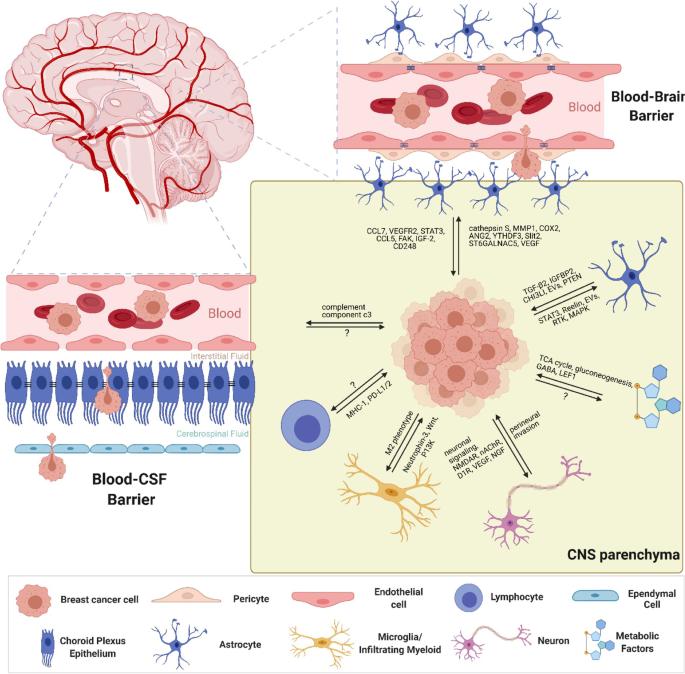 Blood-Brain
Barrier
Blood
CCL7, VEGFR2, STAT3,
CCL5, FAK, IGF-2,
CD248
cathepsin S, MMP1, COX2,
ANG2, YTHDF3, Slit2,
ST6GALNAC5, VEGF
TGF-β2, IGFBP2,
CHI3L1, EVs, PTEN
STAT3, Reelin, EVs,
RTK, MAPK
complement
component c3
?
Blood
Interstitial Fluid
Cerebrospinal Fluid
Blood-CSF
Barrier
TCA cycle, gluconeogenesis,
GABA, LEF1
?
?
MHC-1, PD-L1/2
M2 phenotype
Neutrophin-3, Wnt,
P13K
neuronal
signaling,
NMDAR, nAChR,
D1R, VEGF, NGF
perineural
invasion
CNS parenchyma
Breast cancer cell
Pericyte
Endothelial
cell
Lymphocyte
Ependymal
Cell
Choroid Plexus
Epithelium
Astrocyte
Microglia/
Infiltrating Myeloid
Neuron
Metabolic
Factors